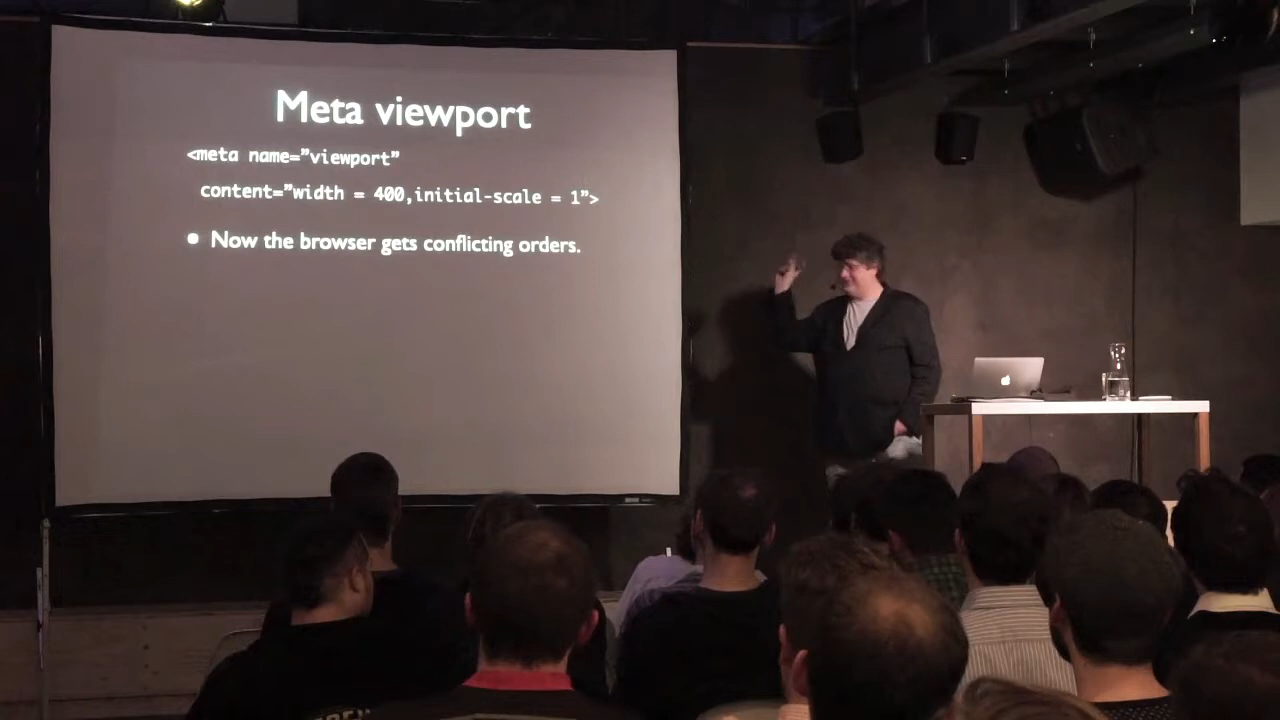 Meta viewport
<meta name=”viewport”
content=”width = 400,initial-scale = 1”>
• Now the browser gets conflicting orders.